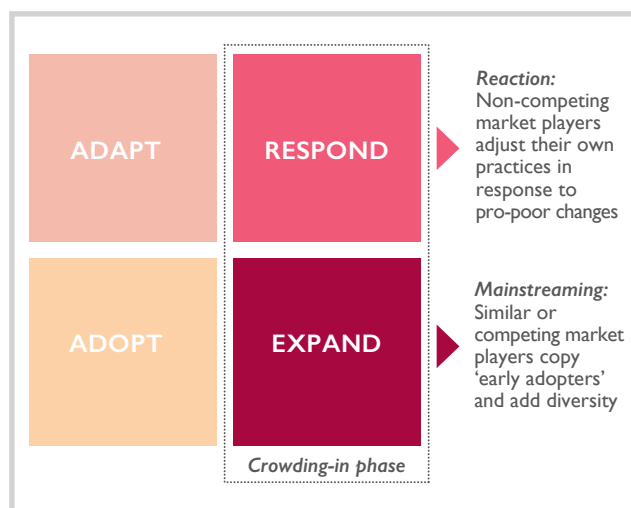 ADAPT
RESPOND
Reaction:
Non-competing
market players
adjust their own
practices in
response to
pro-poor changes
ADOPT
EXPAND
Mainstreaming:
Similar or
competing market
players copy
‘early adopters’
and add diversity
Crowding-in phase